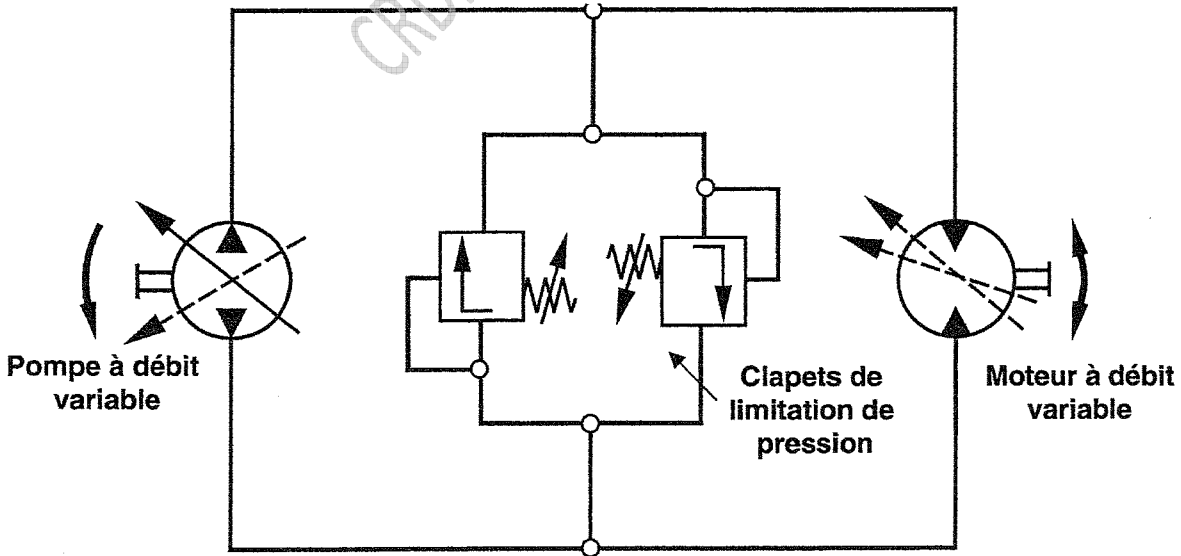 Pompe à débit
variable
Clapets de
limitation de
pression
Moteur à débit
variable